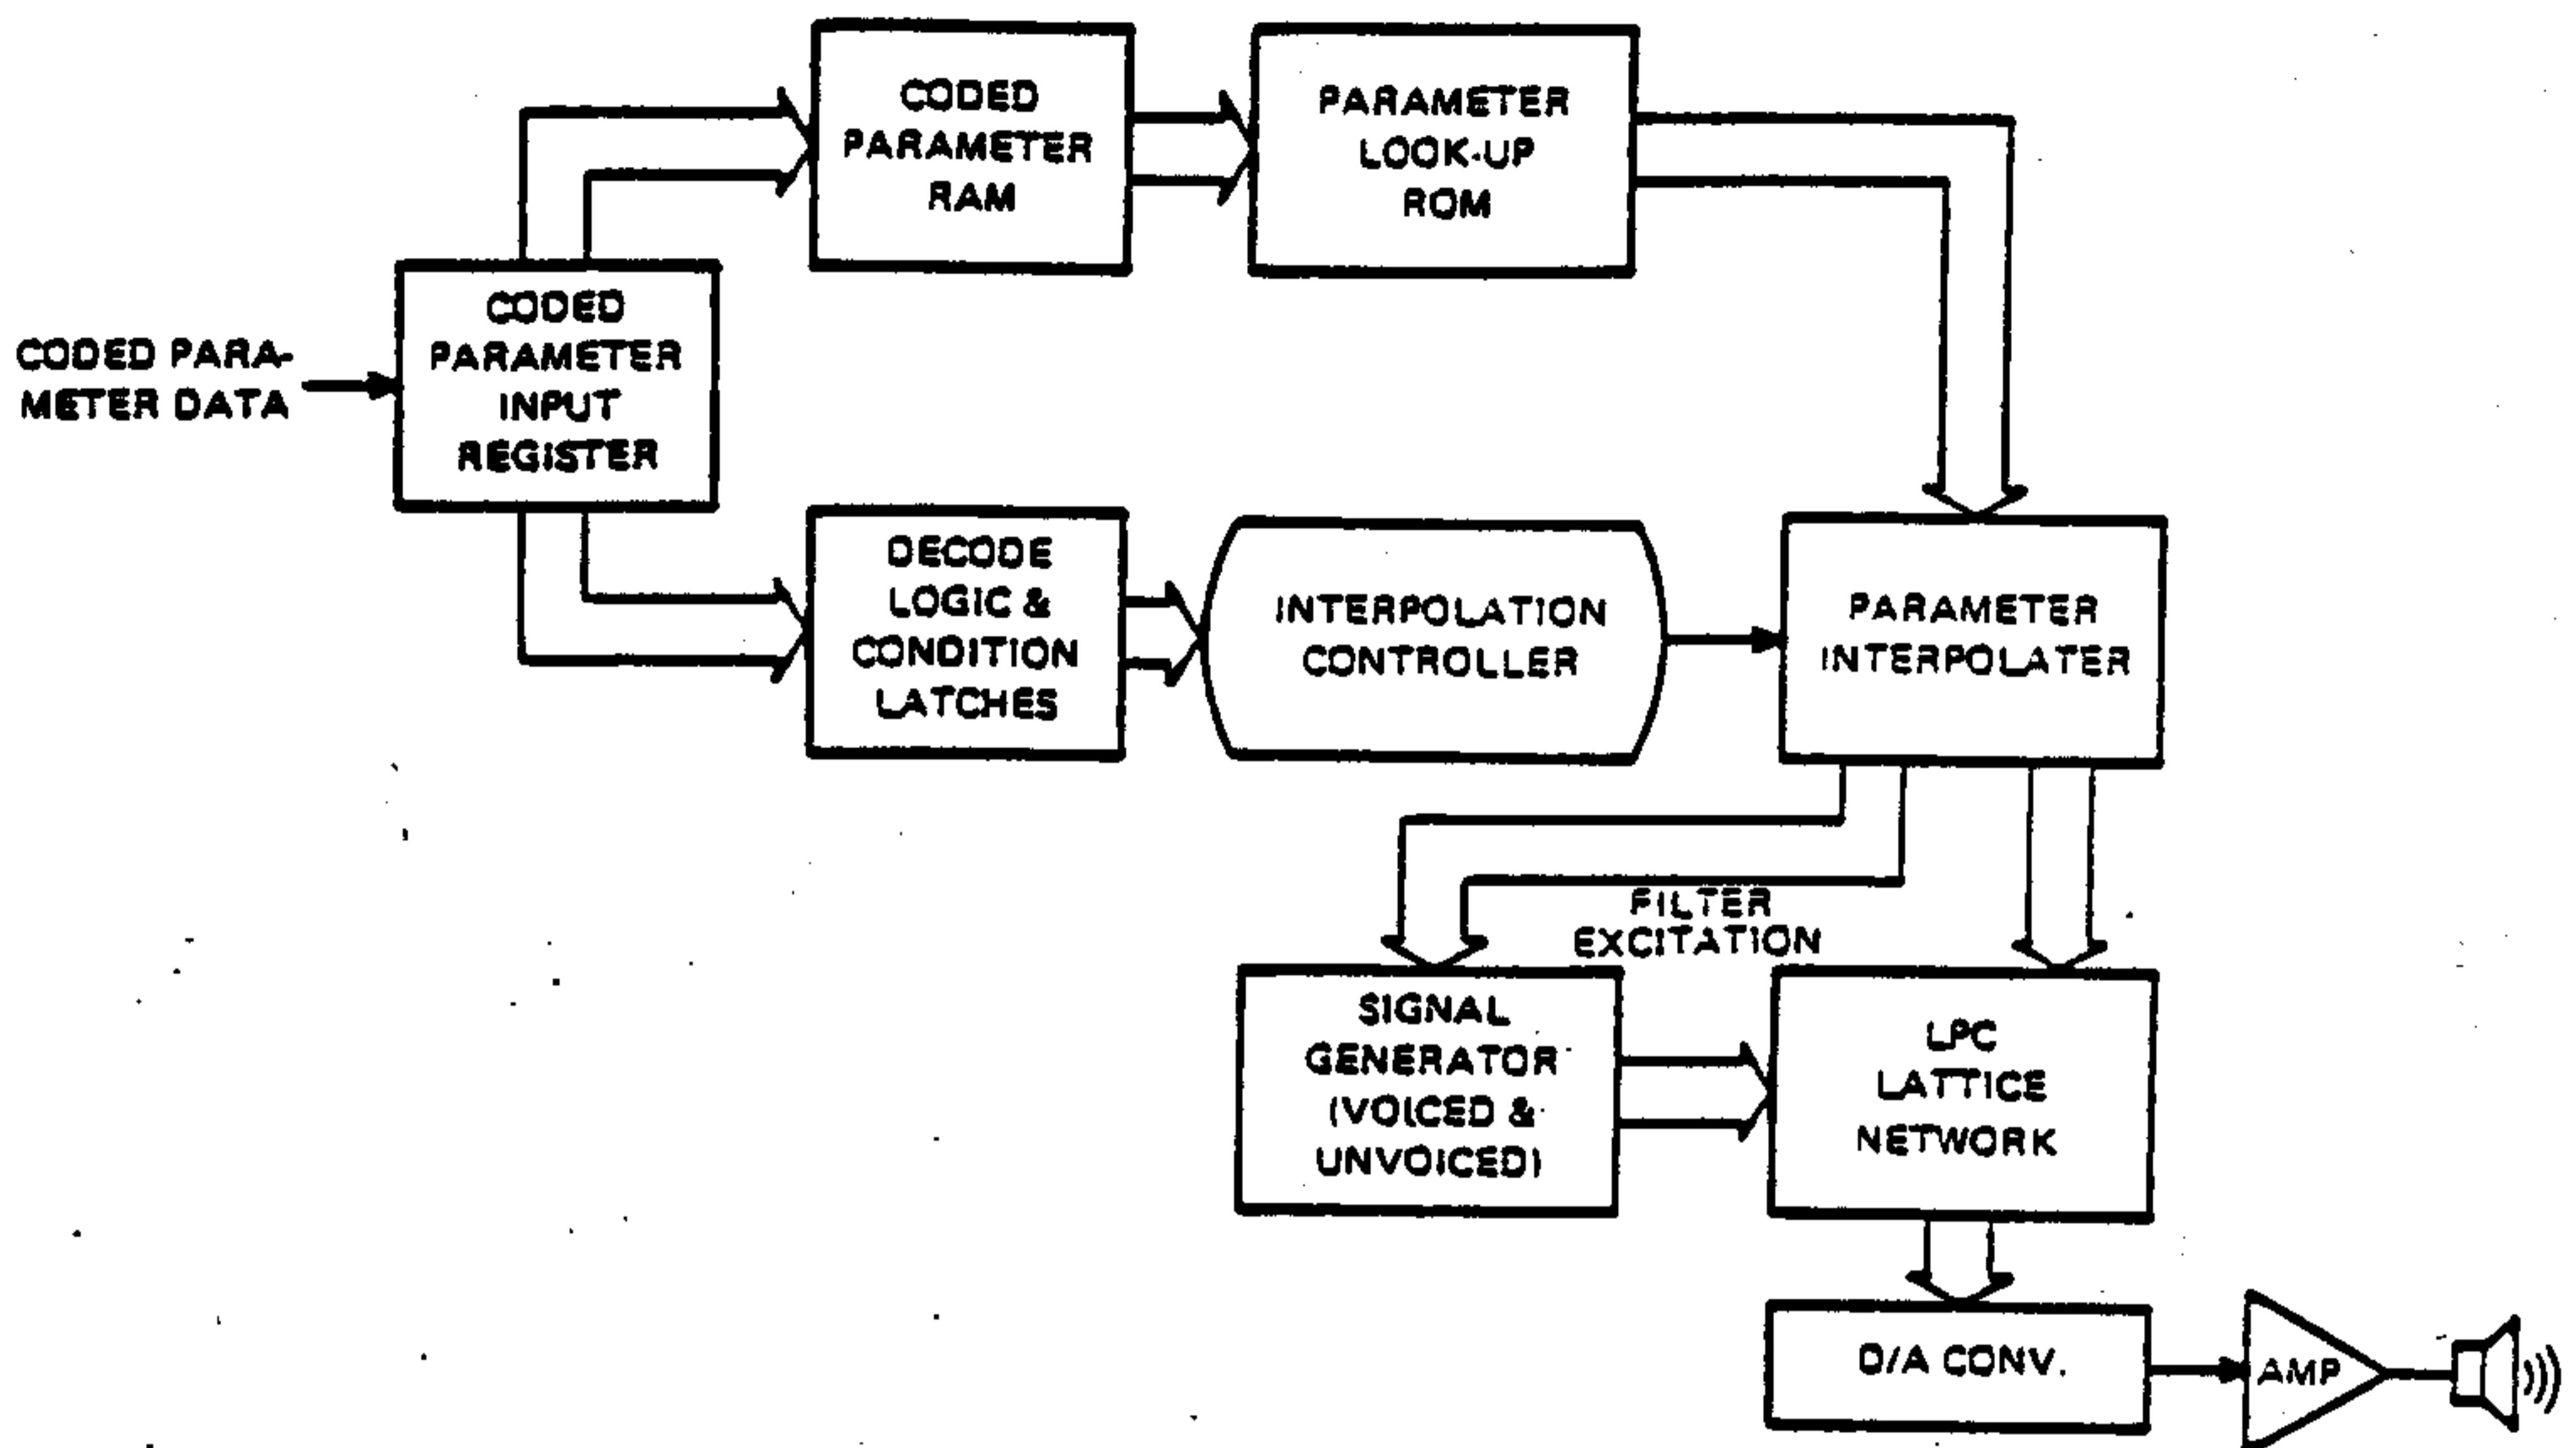 CODED
PARAMETER
RAM
PARAMETER
LOOK-UP
ROM
CODED PARA-
METER DATA
CODED
PARAMETER
INPUT
REGISTER
DECODE
LOGIC &
CONDITION
LATCHES
INTERPOLATION
CONTROLLER
PARAMETER
INTERPOLATER
FILTER
EXCITATION
SIGNAL
GENERATOR
(VOICED &
UNVOICED)
LPC
LATTICE
NETWORK
D/A CONV.
AMP